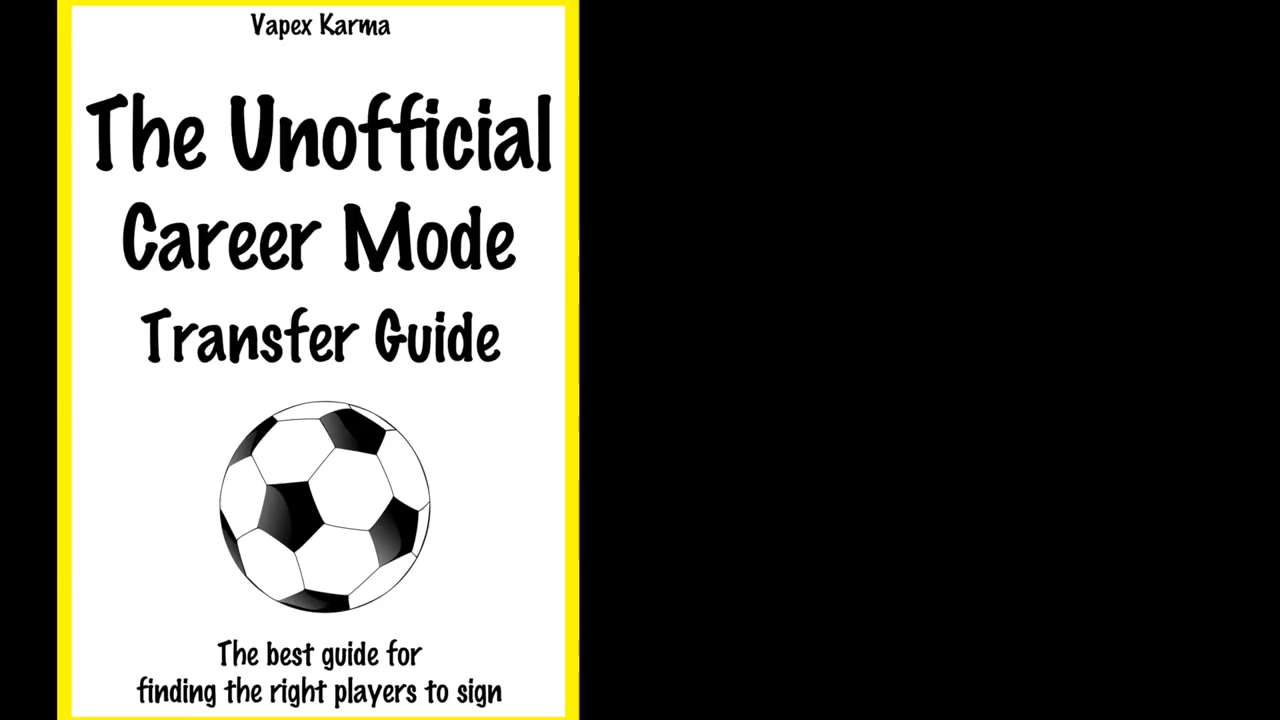 Vapex Karma
The Unofficial
Career Mode
Transfer Guide
The best guide for
finding the right players to sign